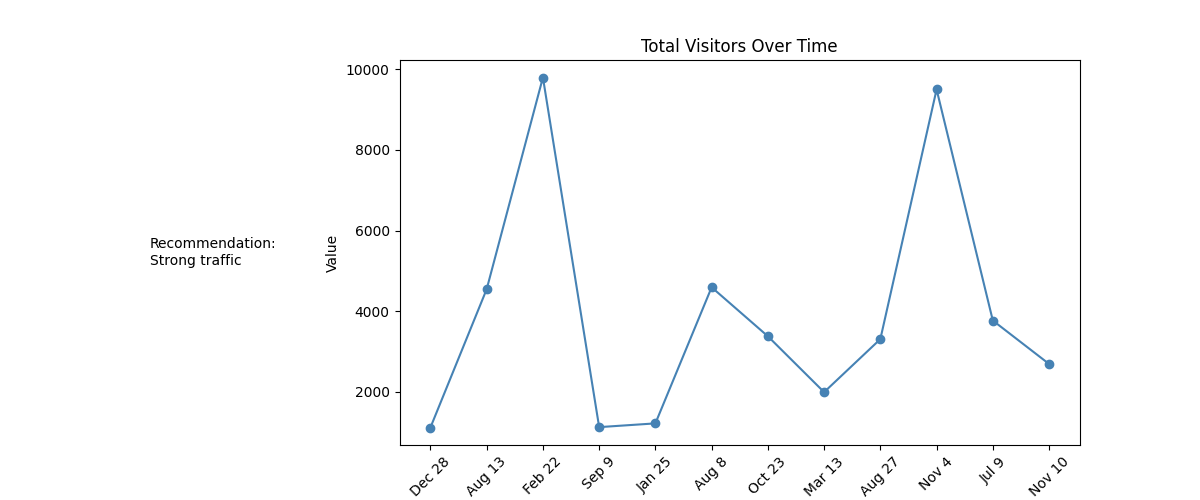 Total Visitors Over Time
10000
8000
6000
4000
2000
Value
Recommendation:
Strong traffic
Dec 28
Aug 13
Feb 22
Sep 9
Jan 25
Aug 8
Oct 23
Mar 13
Aug 27
Nov 4
Jul 9
Nov 10